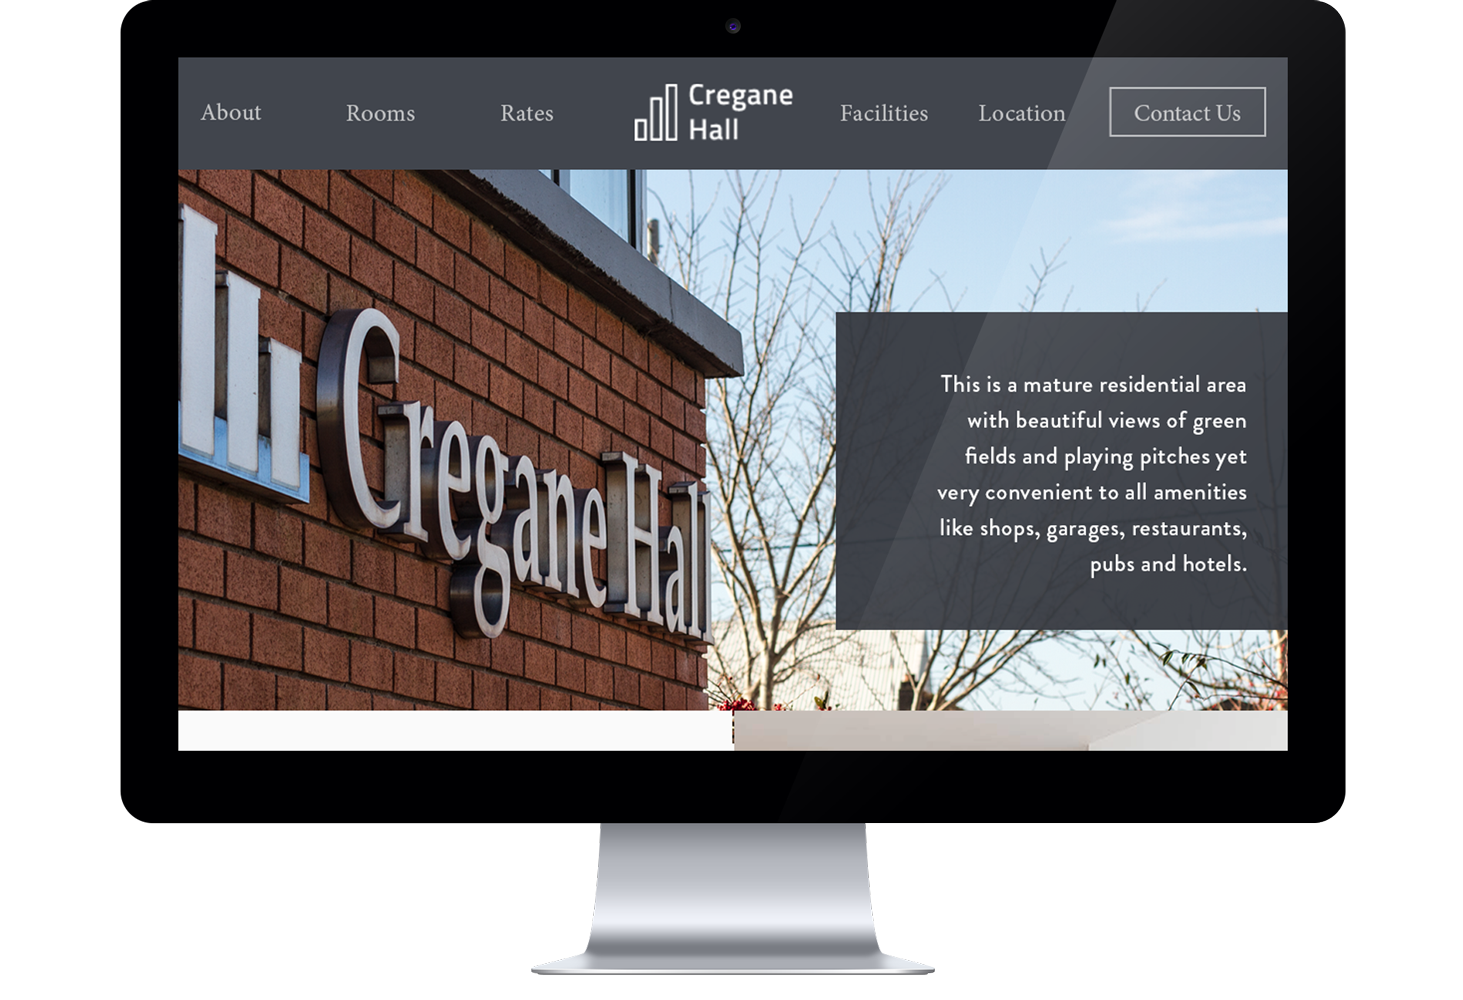 About
Rooms
Rates
Cregane
Hall
Facilities
Location
Contact Us
Cregane Hall
This is a mature residential area
with beautiful views of green
fields and playing pitches yet
very convenient to all amenities
like shops, garages, restaurants,
pubs and hotels.